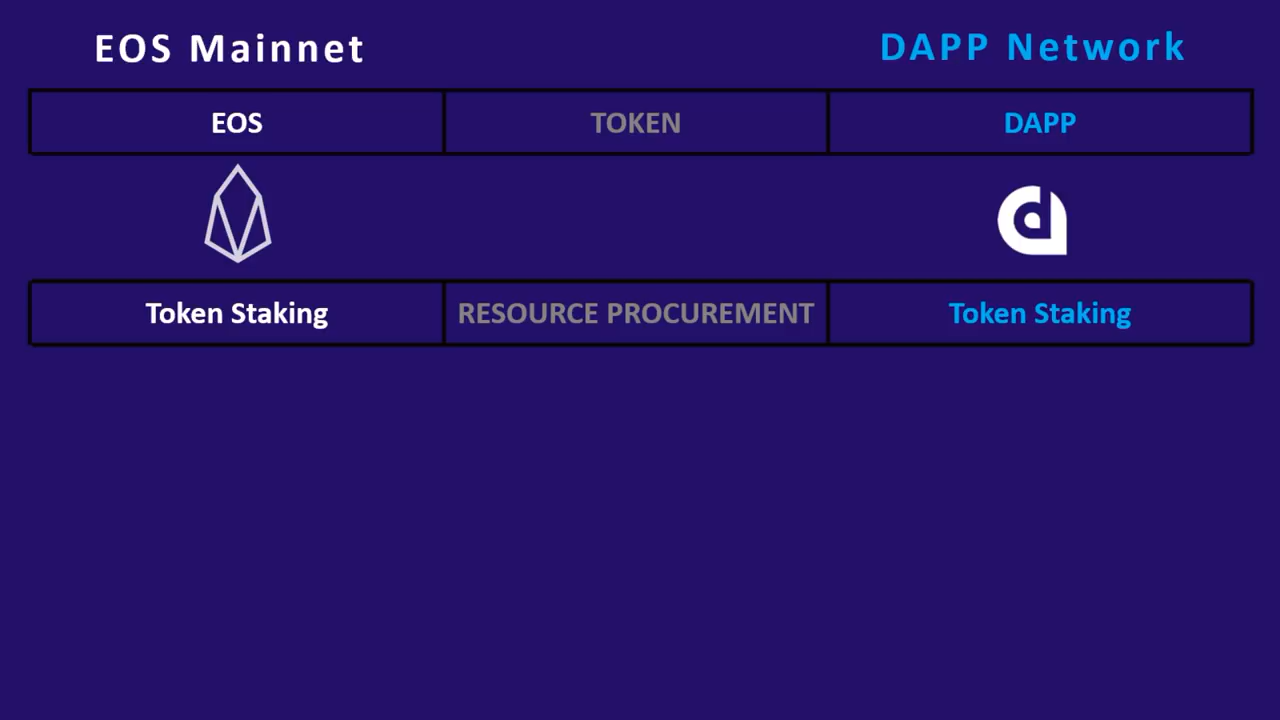 EOS Mainnet DAPP Network
EOS TOKEN DAPP
Token Staking RESOURCE PROCUREMENT Token Staking